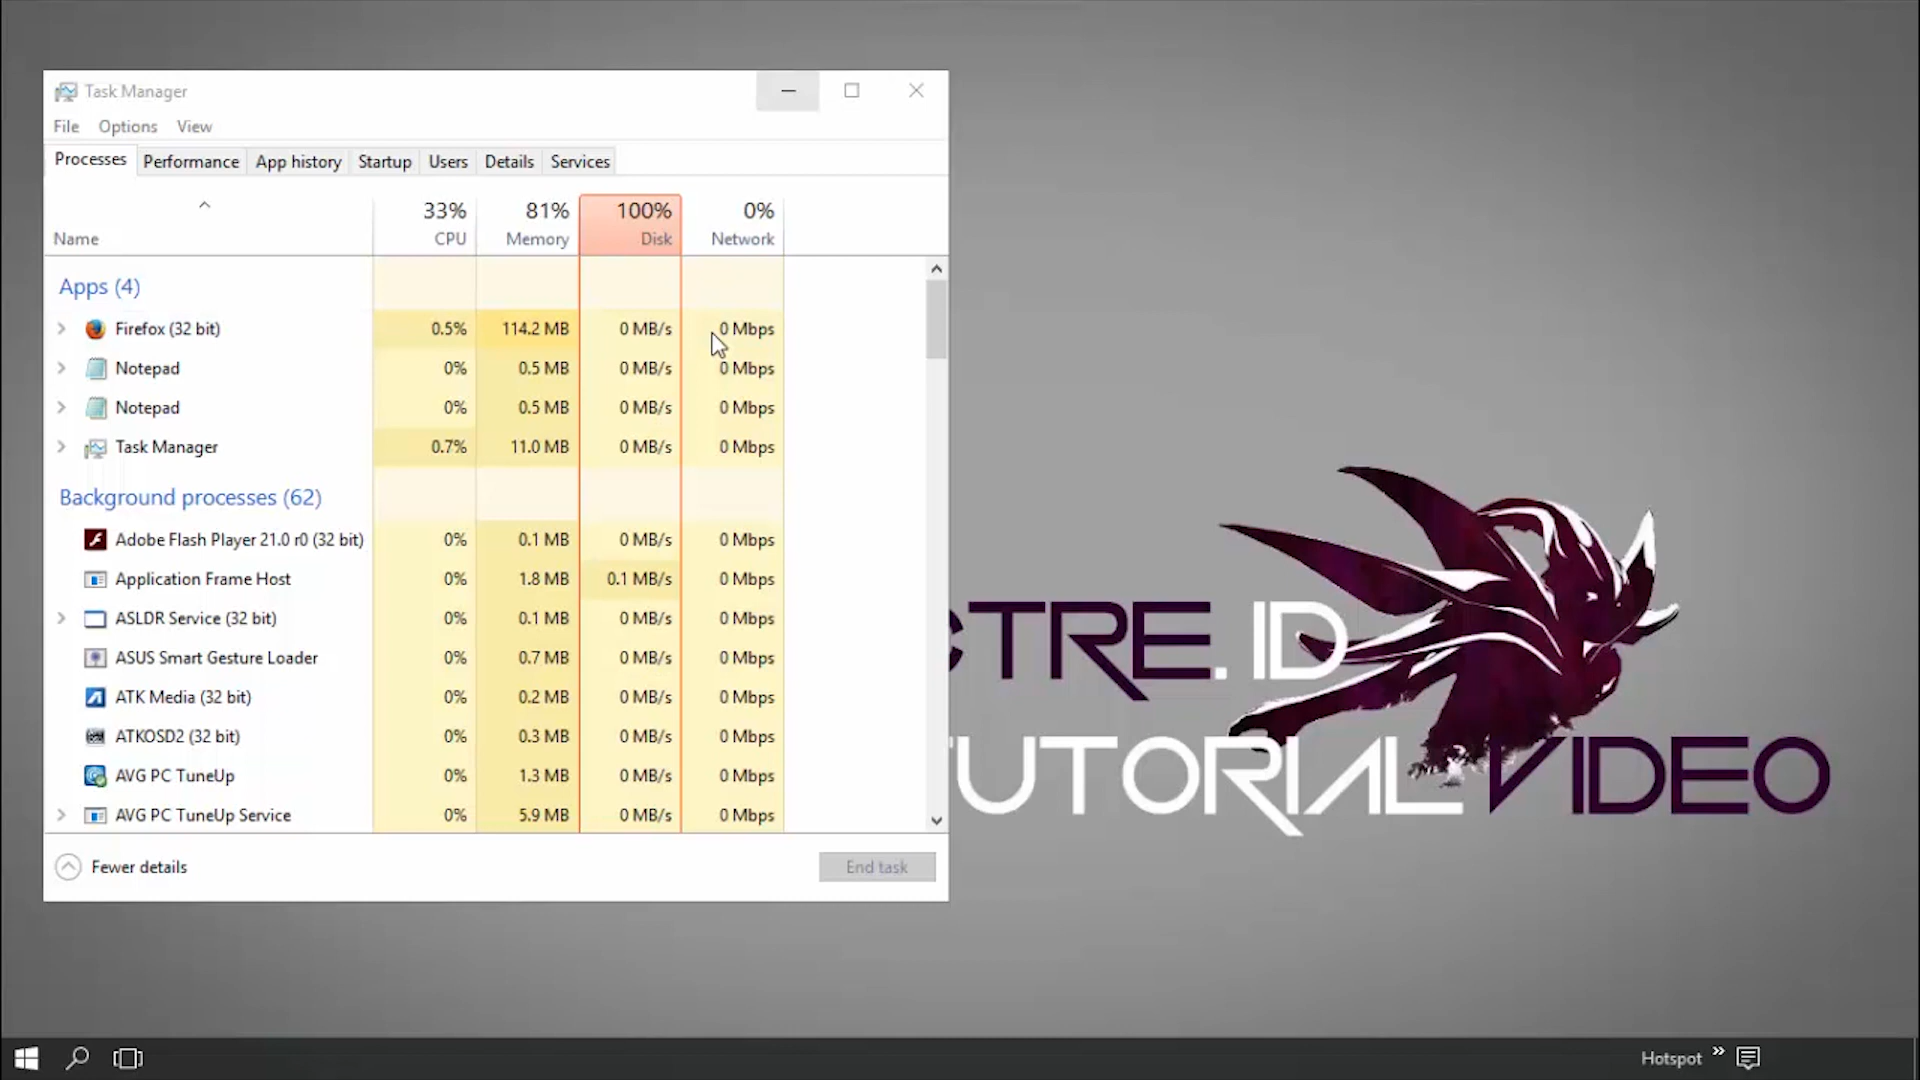 Task Manager
File Options View
Processes Performance App history Startup Users Details Services
33% 81% 100% 0%
Name CPU Memory Disk Network
Apps (4)
Firefox (32 bit) 0.5% 114.2 MB 0 MB/s 0 Mbps
Notepad 0% 0.5 MB 0 MB/s 0 Mbps
Notepad 0% 0.5 MB 0 MB/s 0 Mbps
Task Manager 0.7% 11.0 MB 0 MB/s 0 Mbps
Background processes (62)
Adobe Flash Player 21.0 r0 (32 bit) 0% 0.1 MB 0 MB/s 0 Mbps
Application Frame Host 0% 1.8 MB 0.1 MB/s 0 Mbps
ASLDR Service (32 bit) 0% 0.1 MB 0 MB/s 0 Mbps
ASUS Smart Gesture Loader 0% 0.7 MB 0 MB/s 0 Mbps
ATK Media (32 bit) 0% 0.2 MB 0 MB/s 0 Mbps
ATKOSD2 (32 bit) 0% 0.3 MB 0 MB/s 0 Mbps
AVG PC TuneUp 0% 1.3 MB 0 MB/s 0 Mbps
AVG PC TuneUp Service 0% 5.9 MB 0 MB/s 0 Mbps
Fewer details End task
CTRE.ID
TUTORIAL VIDEO
Hotspot